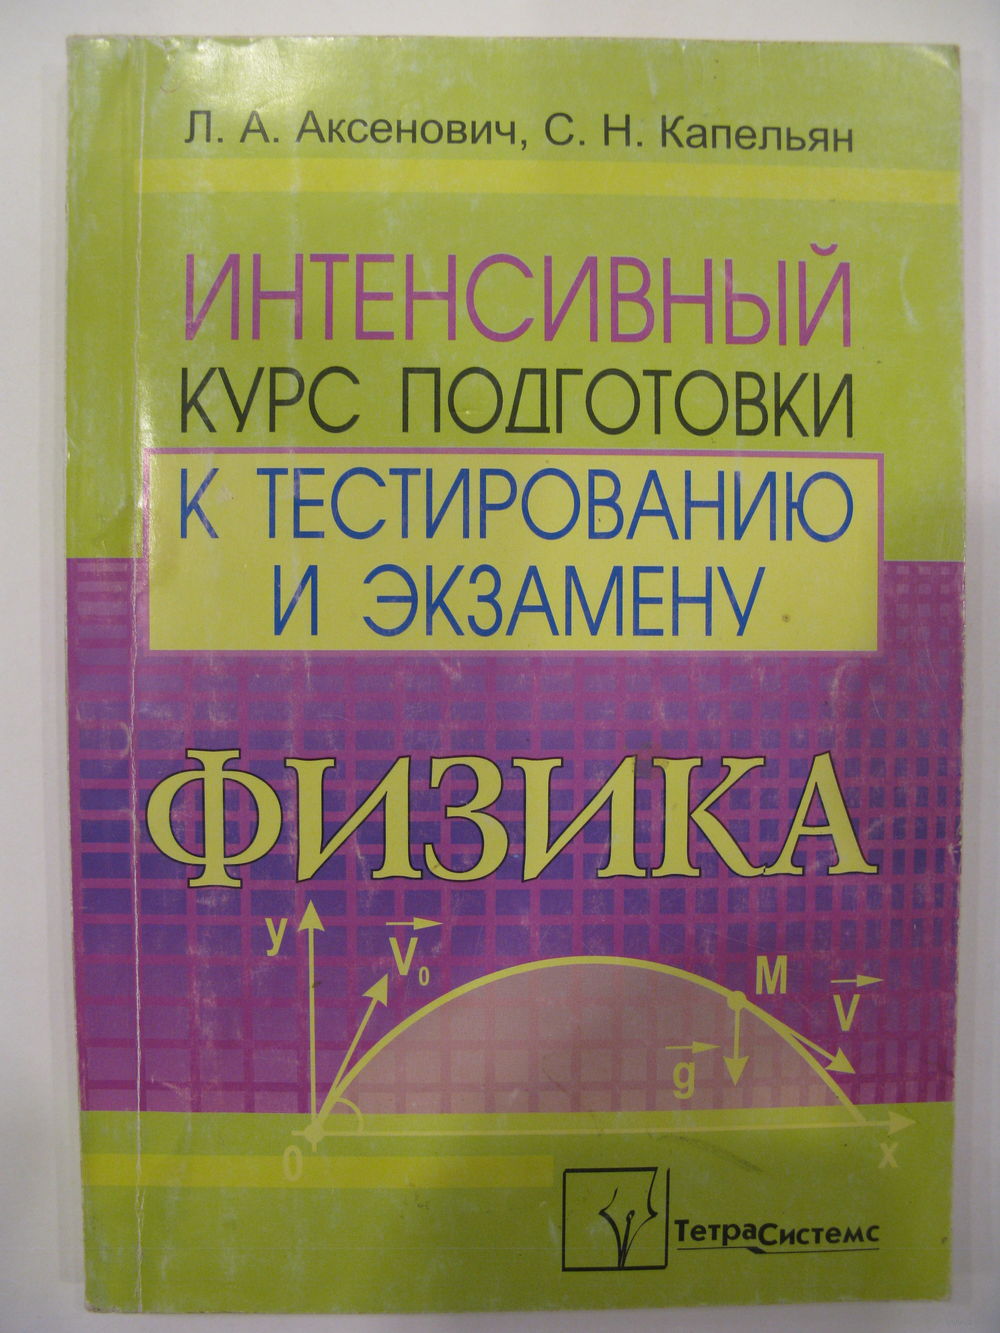 Л. А. Аксенович, С. Н. Капельян
ИНТЕНСИВНЫЙ
КУРС ПОДГОТОВКИ
К ТЕСТИРОВАНИЮ
И ЭКЗАМЕНУ
ФИЗИКА
y
V₀
M
V
g
0
x
ТетраСистемс